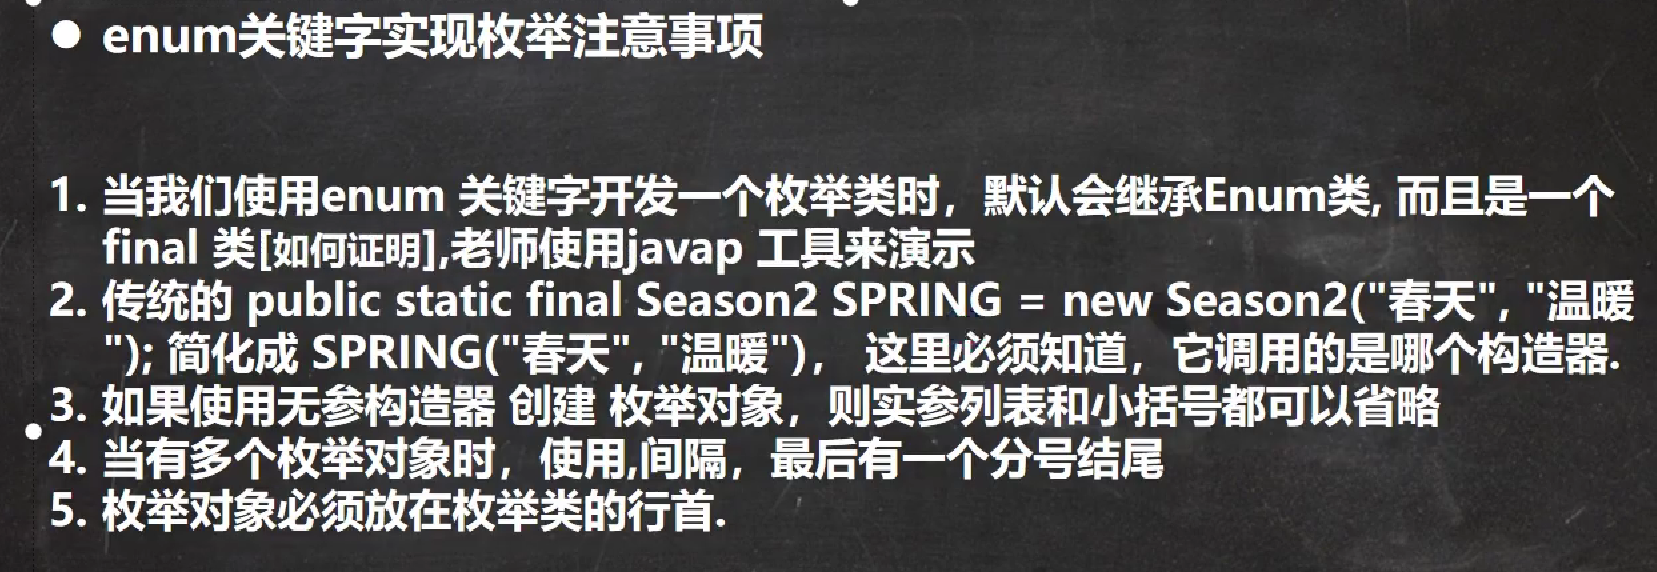 ● enum关键字实现枚举注意事项
1. 当我们使用enum 关键字开发一个枚举类时，默认会继承Enum类, 而且是一个
final 类[如何证明],老师使用javap 工具来演示
2. 传统的 public static final Season2 SPRING = new Season2("春天", "温暖
"); 简化成 SPRING("春天", "温暖")， 这里必须知道，它调用的是哪个构造器.
3. 如果使用无参构造器 创建 枚举对象，则实参列表和小括号都可以省略
4. 当有多个枚举对象时，使用,间隔，最后有一个分号结尾
5. 枚举对象必须放在枚举类的行首.